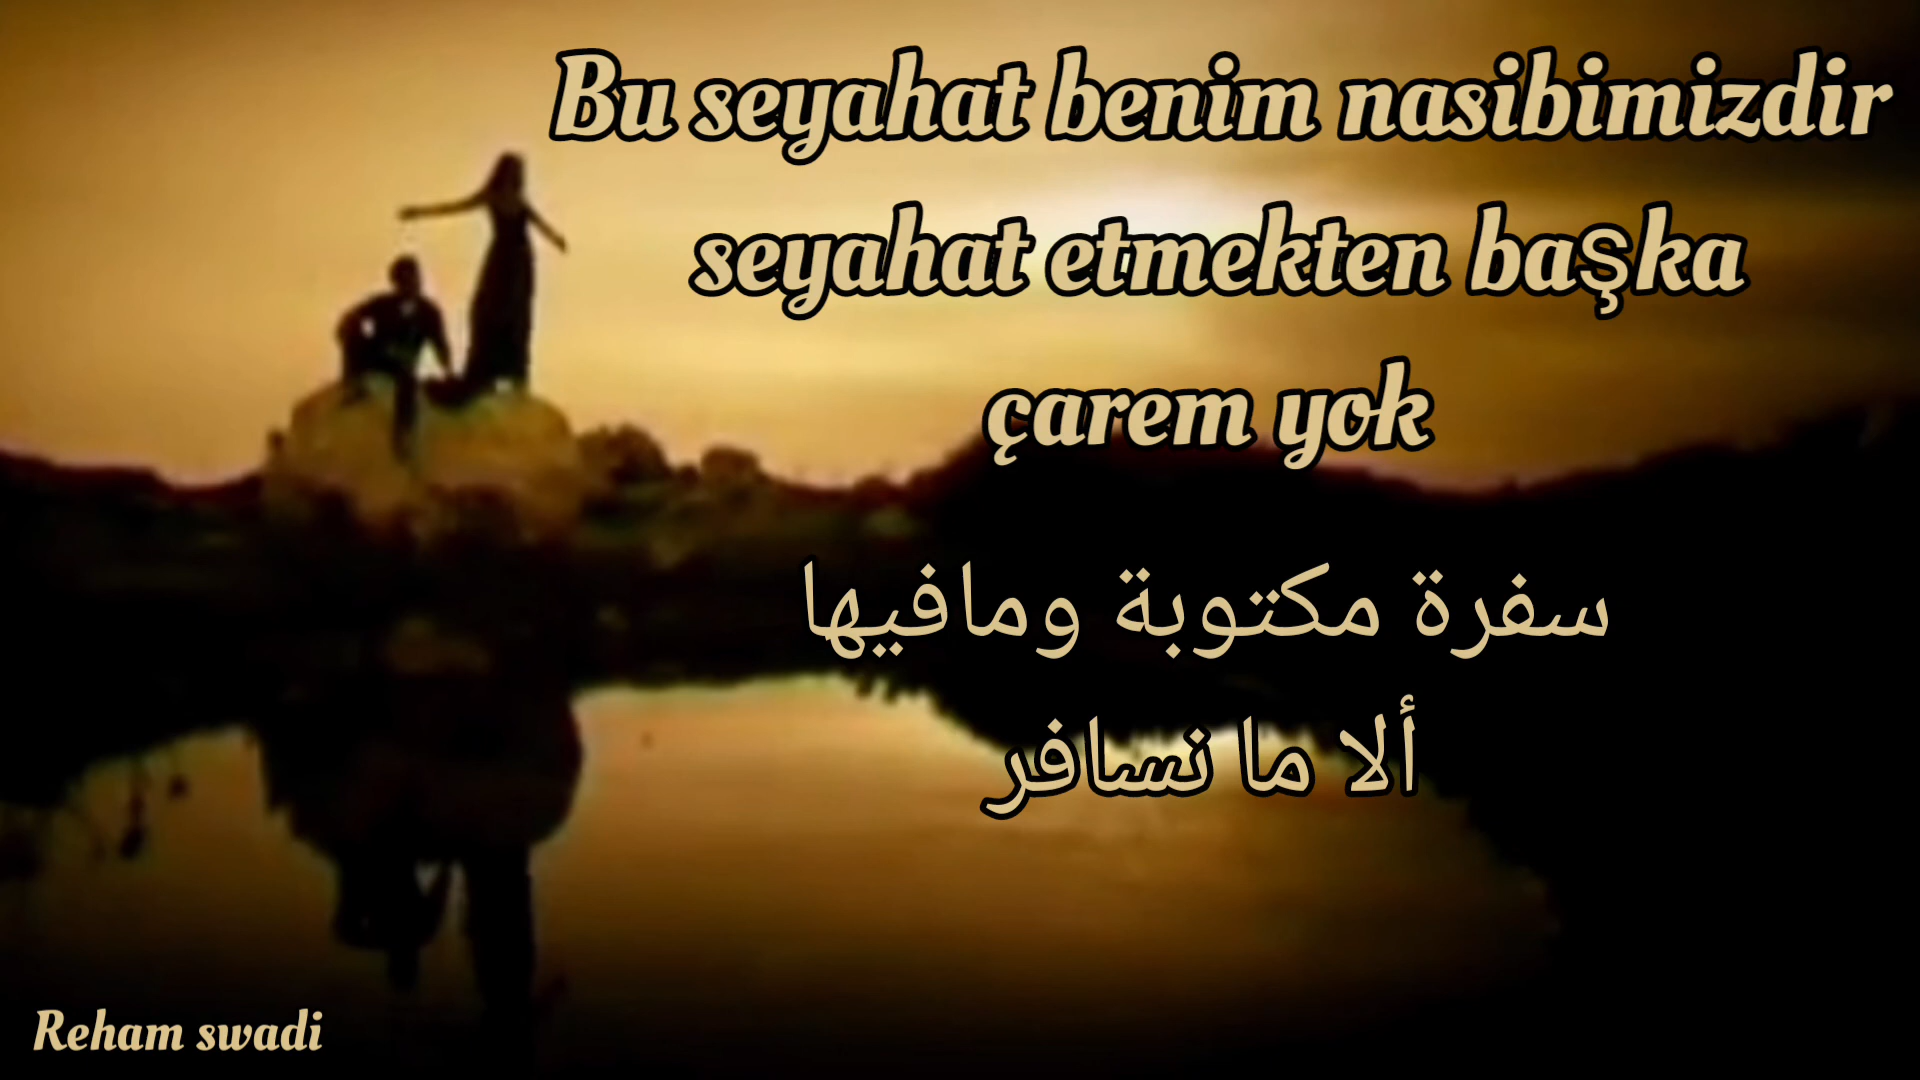 Bu seyahat benim nasibimizdir
seyahat etmekten başka
çarem yok
سفرة مكتوبة ومافيها
ألا ما نسافر
Reham swadi